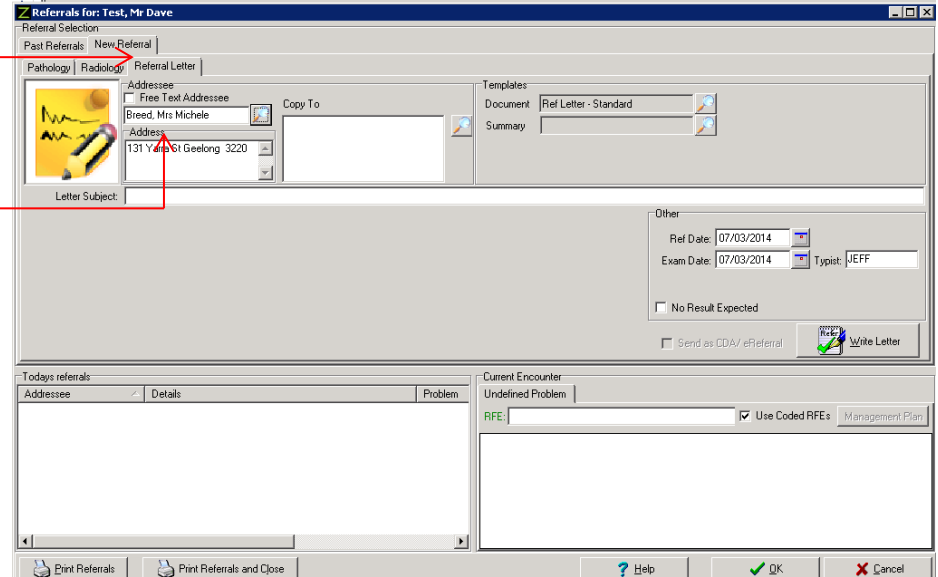 Referrals for: Test, Mr Dave
Referral Selection
Past Referrals New Referral
Pathology Radiology Referral Letter
Addressee
Free Text Addressee
Breed, Mrs Michele
Address
131 Yarra St Geelong 3220
Copy To
Templates
Document Ref Letter - Standard
Summary
Letter Subject:
Other
Ref Date: 07/03/2014
Exam Date: 07/03/2014 Typist: JEFF
No Result Expected
Send as CDA/ eReferral
Refer Write Letter
Todays referrals
Addressee Details Problem
Current Encounter
Undefined Problem
RFE: Use Coded RFEs Management Plan
Print Referrals Print Referrals and Close Help OK Cancel